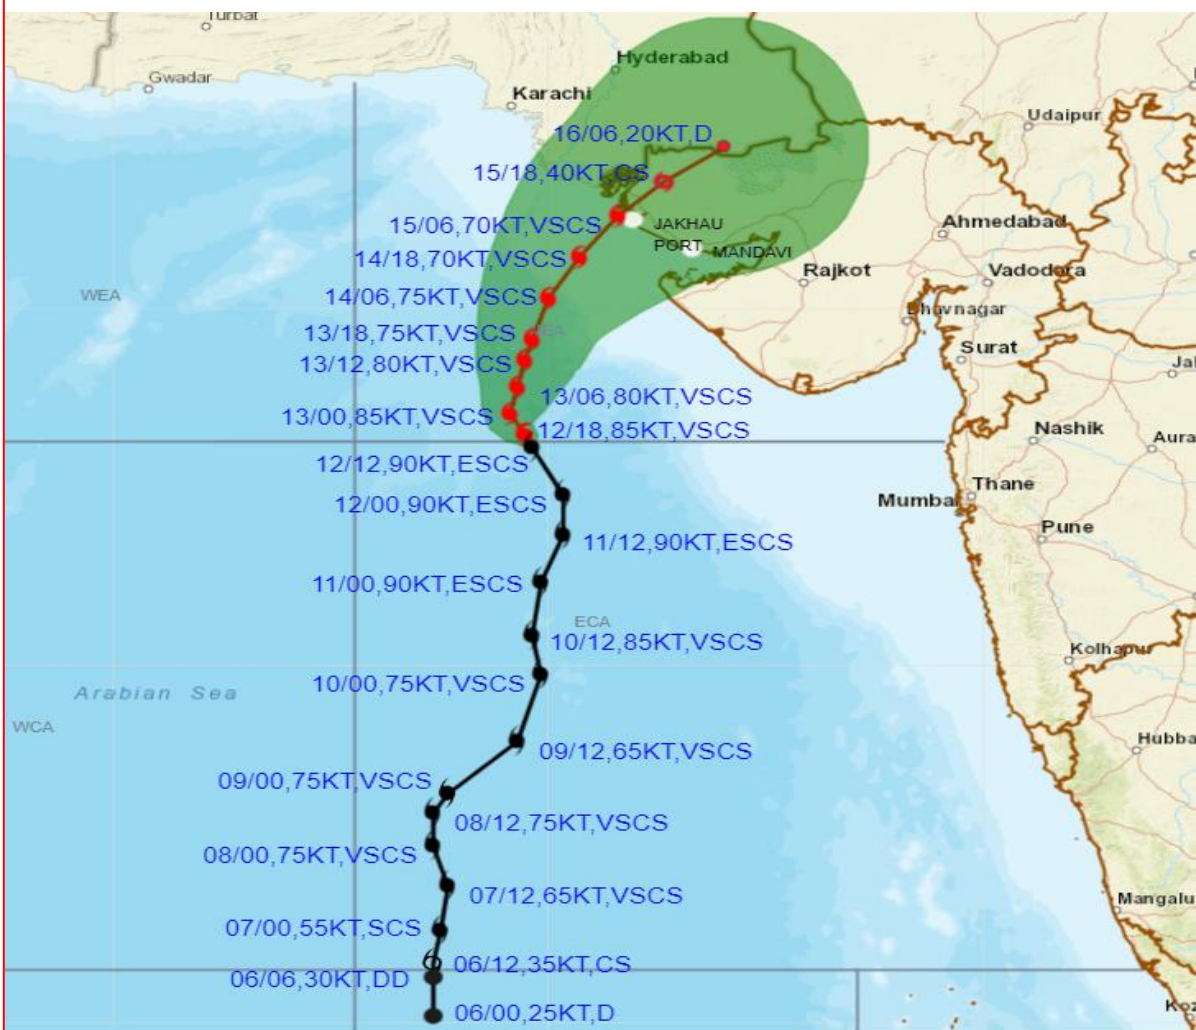 Turbat
Gwadar
Hyderabad
Karachi
Udaipur
16/06,20KT,D
15/18,40KT,CS
15/06,70KT,VSCS
JAKHAU
PORT
MANDAVI
Ahmedabad
14/18,70KT,VSCS
Rajkot
Vadodora
WEA
14/06,75KT,VSCS
Bhavnagar
13/18,75KT,VSCS
Surat
13/12,80KT,VSCS
13/06,80KT,VSCS
13/00,85KT,VSCS
12/18,85KT,VSCS
Nashik
Aura
12/12,90KT,ESCS
Thane
12/00,90KT,ESCS
Mumbai
Pune
11/12,90KT,ESCS
11/00,90KT,ESCS
ECA
10/12,85KT,VSCS
Kolhapur
10/00,75KT,VSCS
Arabian Sea
WCA
09/12,65KT,VSCS
Hubba
09/00,75KT,VSCS
08/12,75KT,VSCS
08/00,75KT,VSCS
07/12,65KT,VSCS
Mangalu
07/00,55KT,SCS
06/12,35KT,CS
06/06,30KT,DD
06/00,25KT,D
Koz